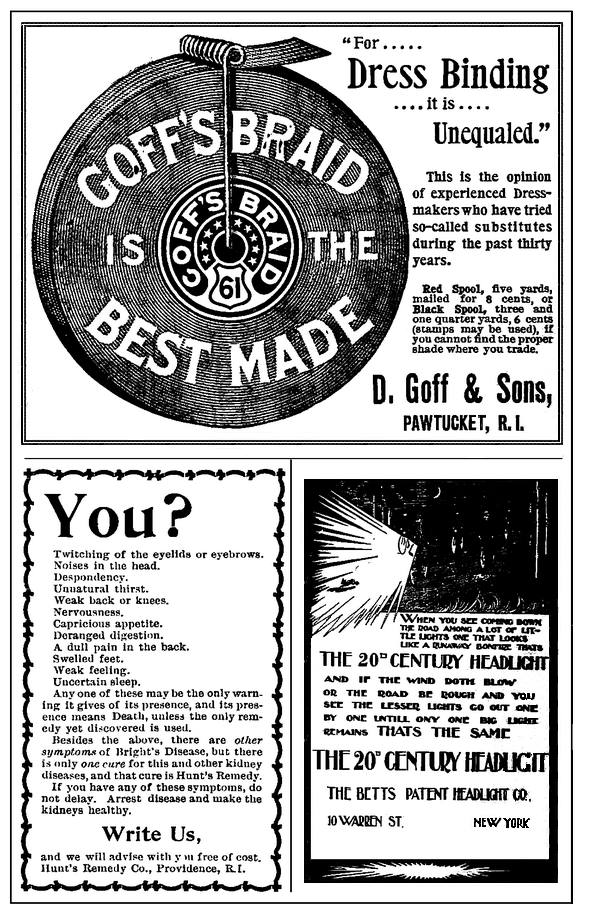 "For.....
Dress Binding
....it is....
Unequaled."
GOFF'S BRAID
IS THE
BEST MADE
GOFF'S BRAID
61
This is the opinion
of experienced Dress-
makers who have tried
so-called substitutes
during the past thirty
years.
Red Spool, five yards,
mailed for 8 cents, or
Black Spool, three and
one quarter yards, 6 cents
(stamps may be used), if
you cannot find the proper
shade where you trade.
D. Goff & Sons,
PAWTUCKET, R. I.
You?
Twitching of the eyelids or eyebrows.
Noises in the head.
Despondency.
Unnatural thirst.
Weak back or knees.
Nervousness.
Capricious appetite.
Deranged digestion.
A dull pain in the back.
Swelled feet.
Weak feeling.
Uncertain sleep.
Any one of these may be the only warn-
ing it gives of its presence, and its pres-
ence means Death, unless the only rem-
edy yet discovered is used.
Besides the above, there are other
symptoms of Bright's Disease, but there
is only one cure for this and other kidney
diseases, and that cure is Hunt's Remedy.
If you have any of these symptoms, do
not delay. Arrest disease and make the
kidneys healthy.
Write Us,
and we will advise with you free of cost.
Hunt's Remedy Co., Providence, R.I.
WHEN YOU SEE COMING DOWN
THE ROAD AMONG A LOT OF LIT-
TLE LIGHTS ONE THAT LOOKS
LIKE A RUNAWAY BONFIRE THATS
THE 20TH CENTURY HEADLIGHT
AND IF THE WIND DOTH BLOW
OR THE ROAD BE ROUGH AND YOU
SEE THE LESSER LIGHTS GO OUT ONE
BY ONE UNTILL ONY ONE BIG LIGHT
REMAINS THATS THE SAME
THE 20TH CENTURY HEADLIGT
THE BETTS PATENT HEADLIGHT CO.
10 WARREN ST. NEW YORK